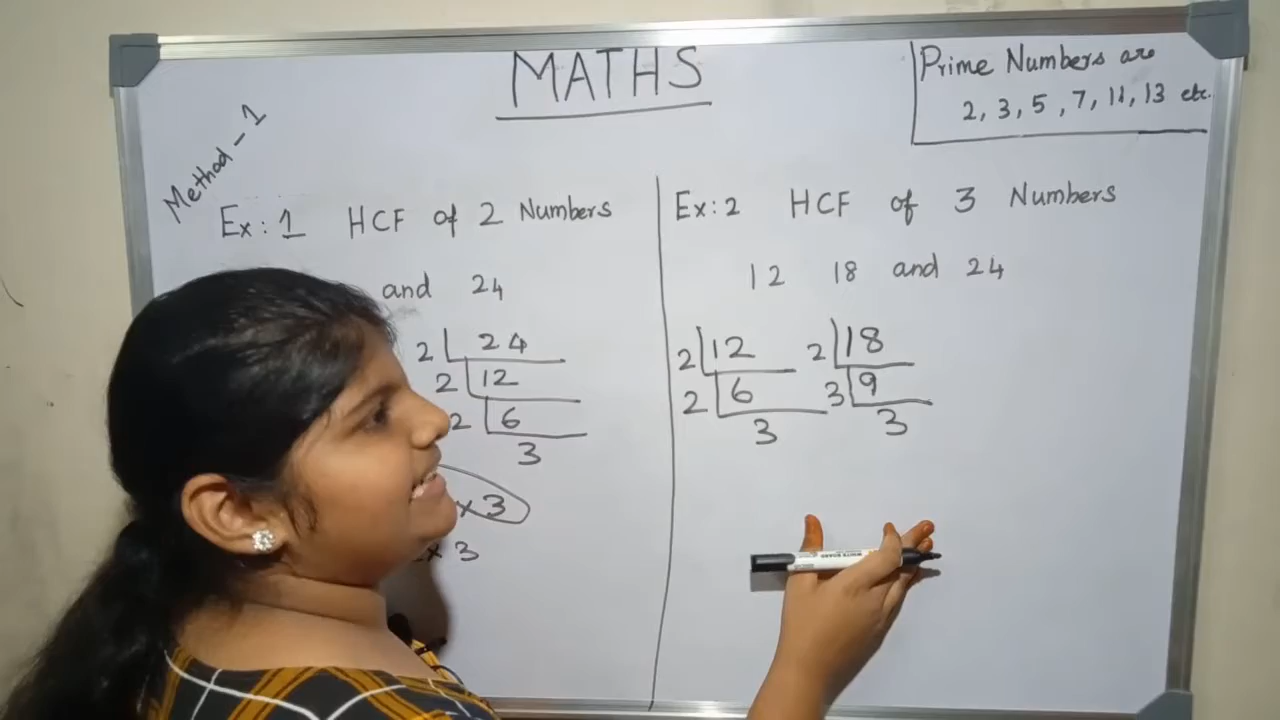 MATHS
Prime Numbers are
2, 3, 5, 7, 11, 13 etc.
Method - 1
Ex: 1 HCF of 2 Numbers
and 24
2 24
2 12
2 6
3
x 3
x 3
Ex: 2 HCF of 3 Numbers
12 18 and 24
2 12
2 6
3
2 18
3 9
3